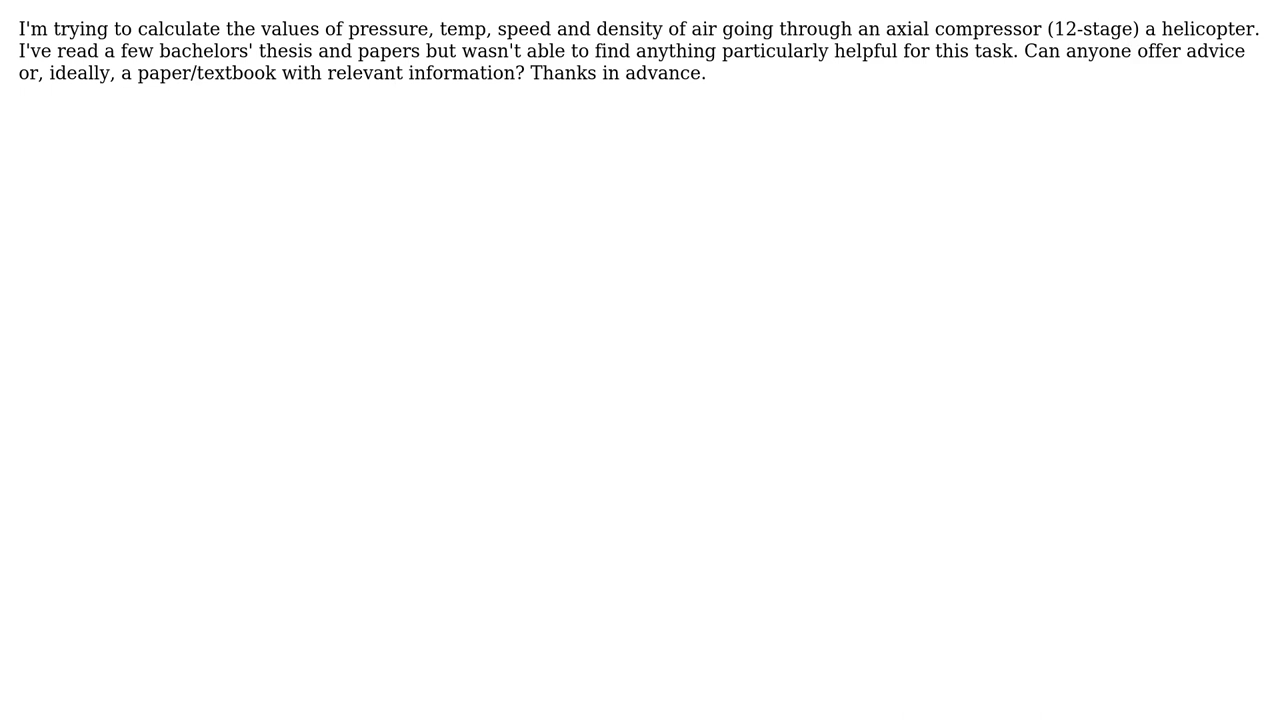 I'm trying to calculate the values of pressure, temp, speed and density of air going through an axial compressor (12-stage) a helicopter.
I've read a few bachelors' thesis and papers but wasn't able to find anything particularly helpful for this task. Can anyone offer advice
or, ideally, a paper/textbook with relevant information? Thanks in advance.